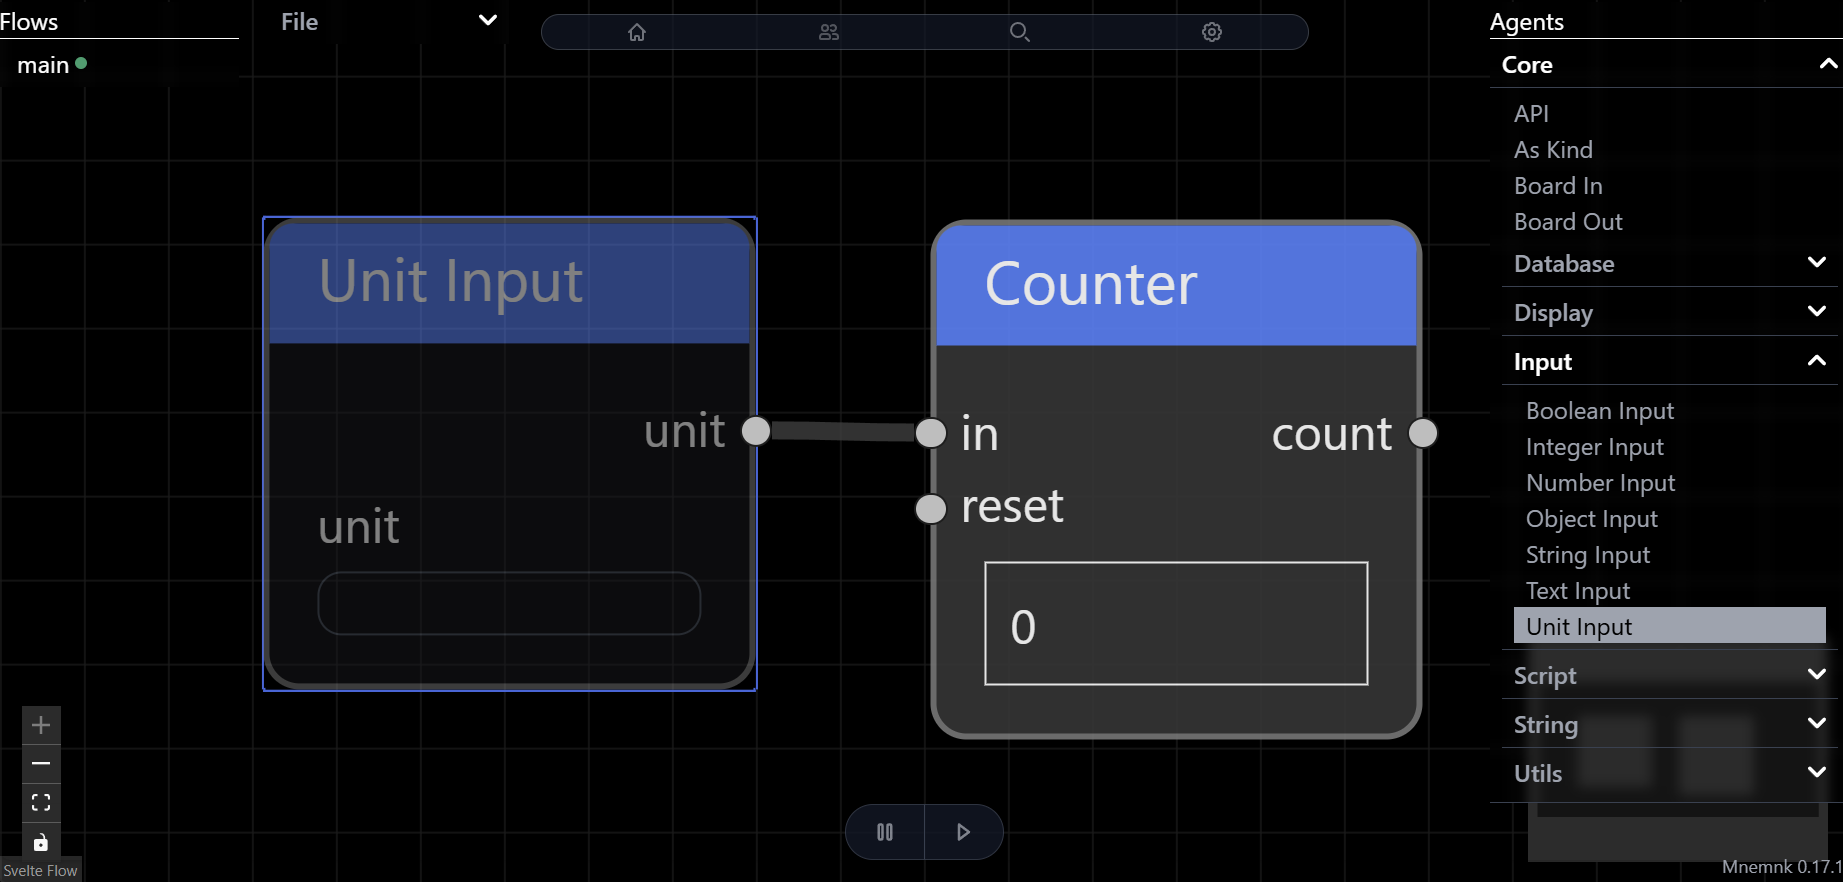 Flows
main
File
Unit Input
unit
unit
Counter
in
count
reset
0
Agents
Core
API
As Kind
Board In
Board Out
Database
Display
Input
Boolean Input
Integer Input
Number Input
Object Input
String Input
Text Input
Unit Input
Script
String
Utils
Svelte Flow
Mnemnk 0.17.1